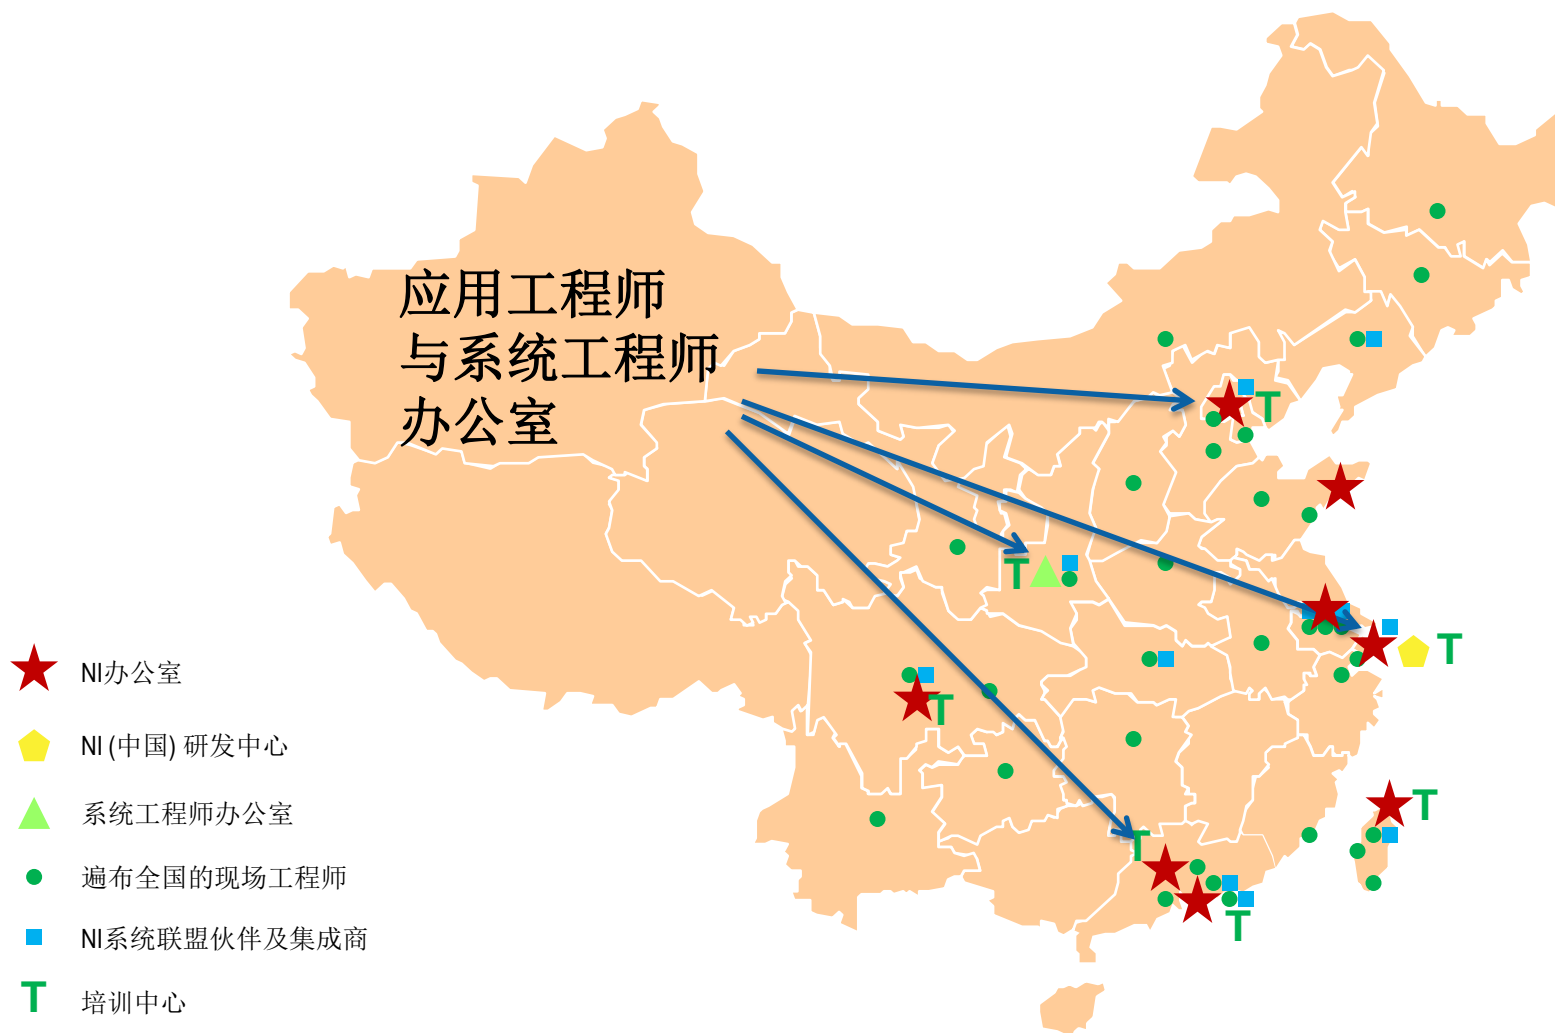 应用工程师
与系统工程师
办公室
T
T
T
T
T
T
T
NI办公室
NI (中国) 研发中心
系统工程师办公室
遍布全国的现场工程师
NI系统联盟伙伴及集成商
T 培训中心